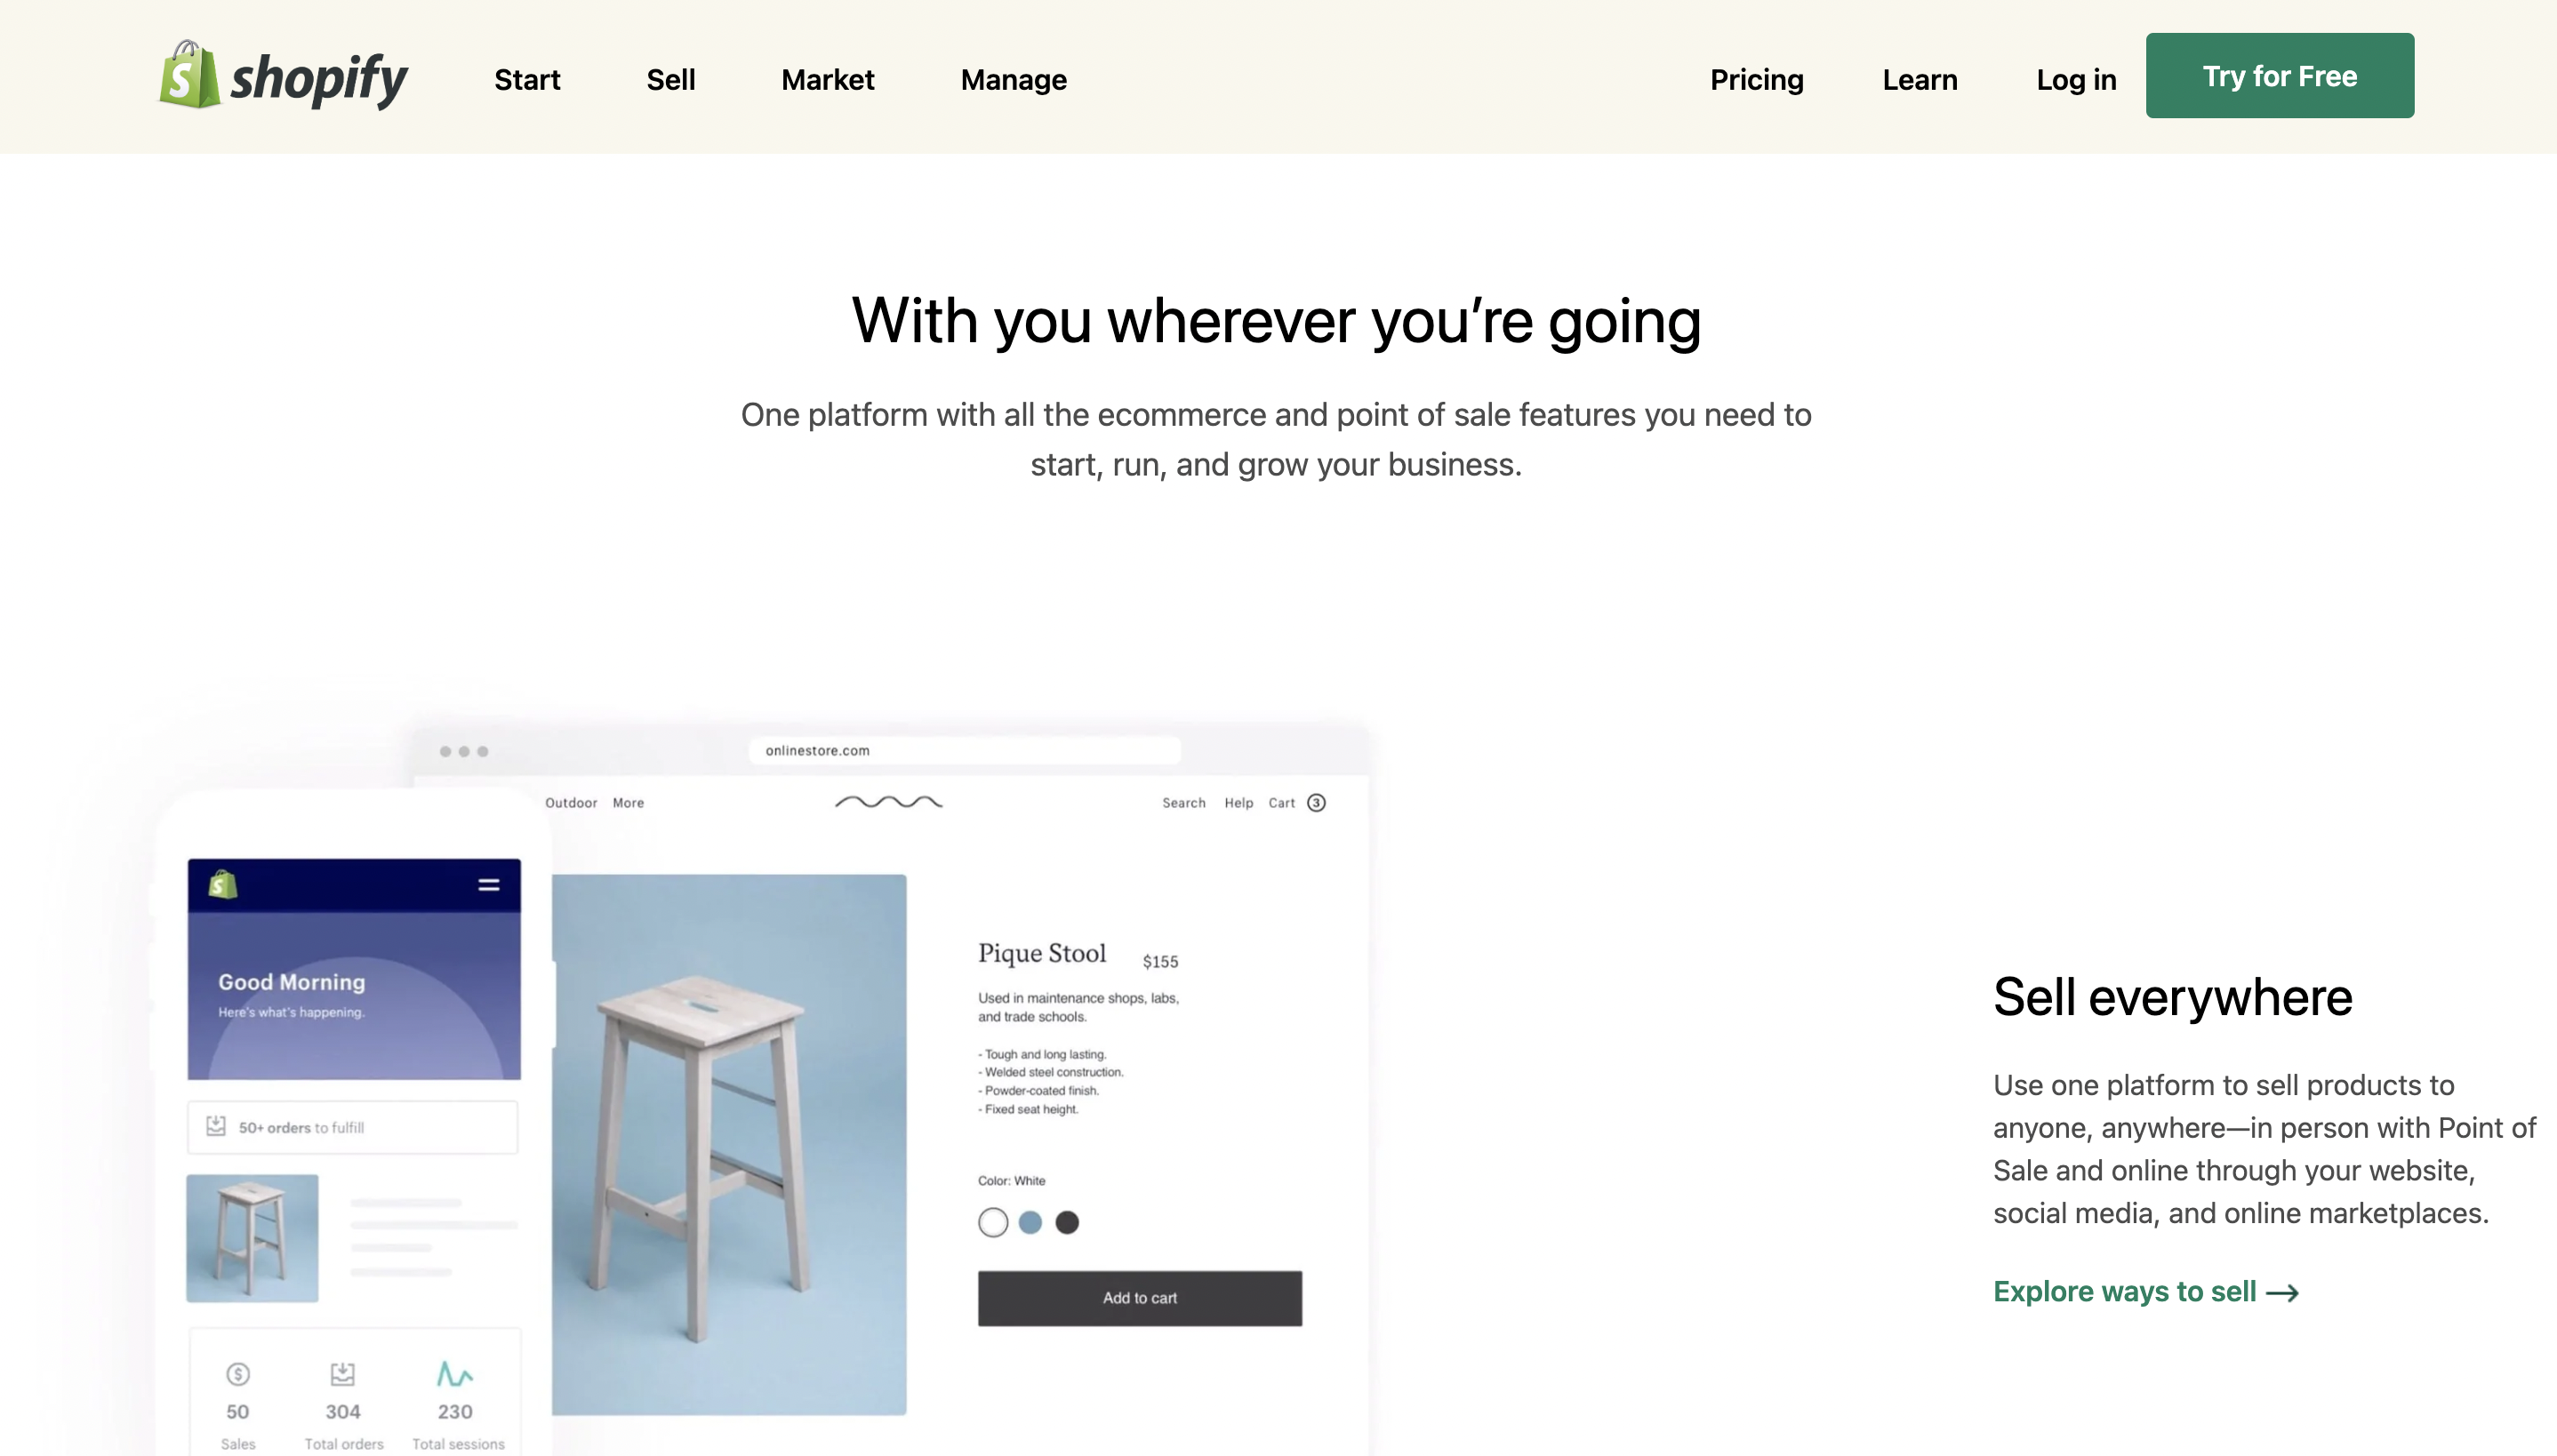 shopify
Start
Sell
Market
Manage
Pricing
Learn
Log in
Try for Free
With you wherever you’re going
One platform with all the ecommerce and point of sale features you need to
start, run, and grow your business.
onlinestore.com
Outdoor
More
Search
Help
Cart
3
Good Morning
Here's what's happening.
50+ orders to fulfill
50
Sales
304
Total orders
230
Total sessions
Pique Stool
$155
Used in maintenance shops, labs,
and trade schools.
- Tough and long lasting.
- Welded steel construction.
- Powder-coated finish.
- Fixed seat height.
Color: White
Add to cart
Sell everywhere
Use one platform to sell products to
anyone, anywhere—in person with Point of
Sale and online through your website,
social media, and online marketplaces.
Explore ways to sell →